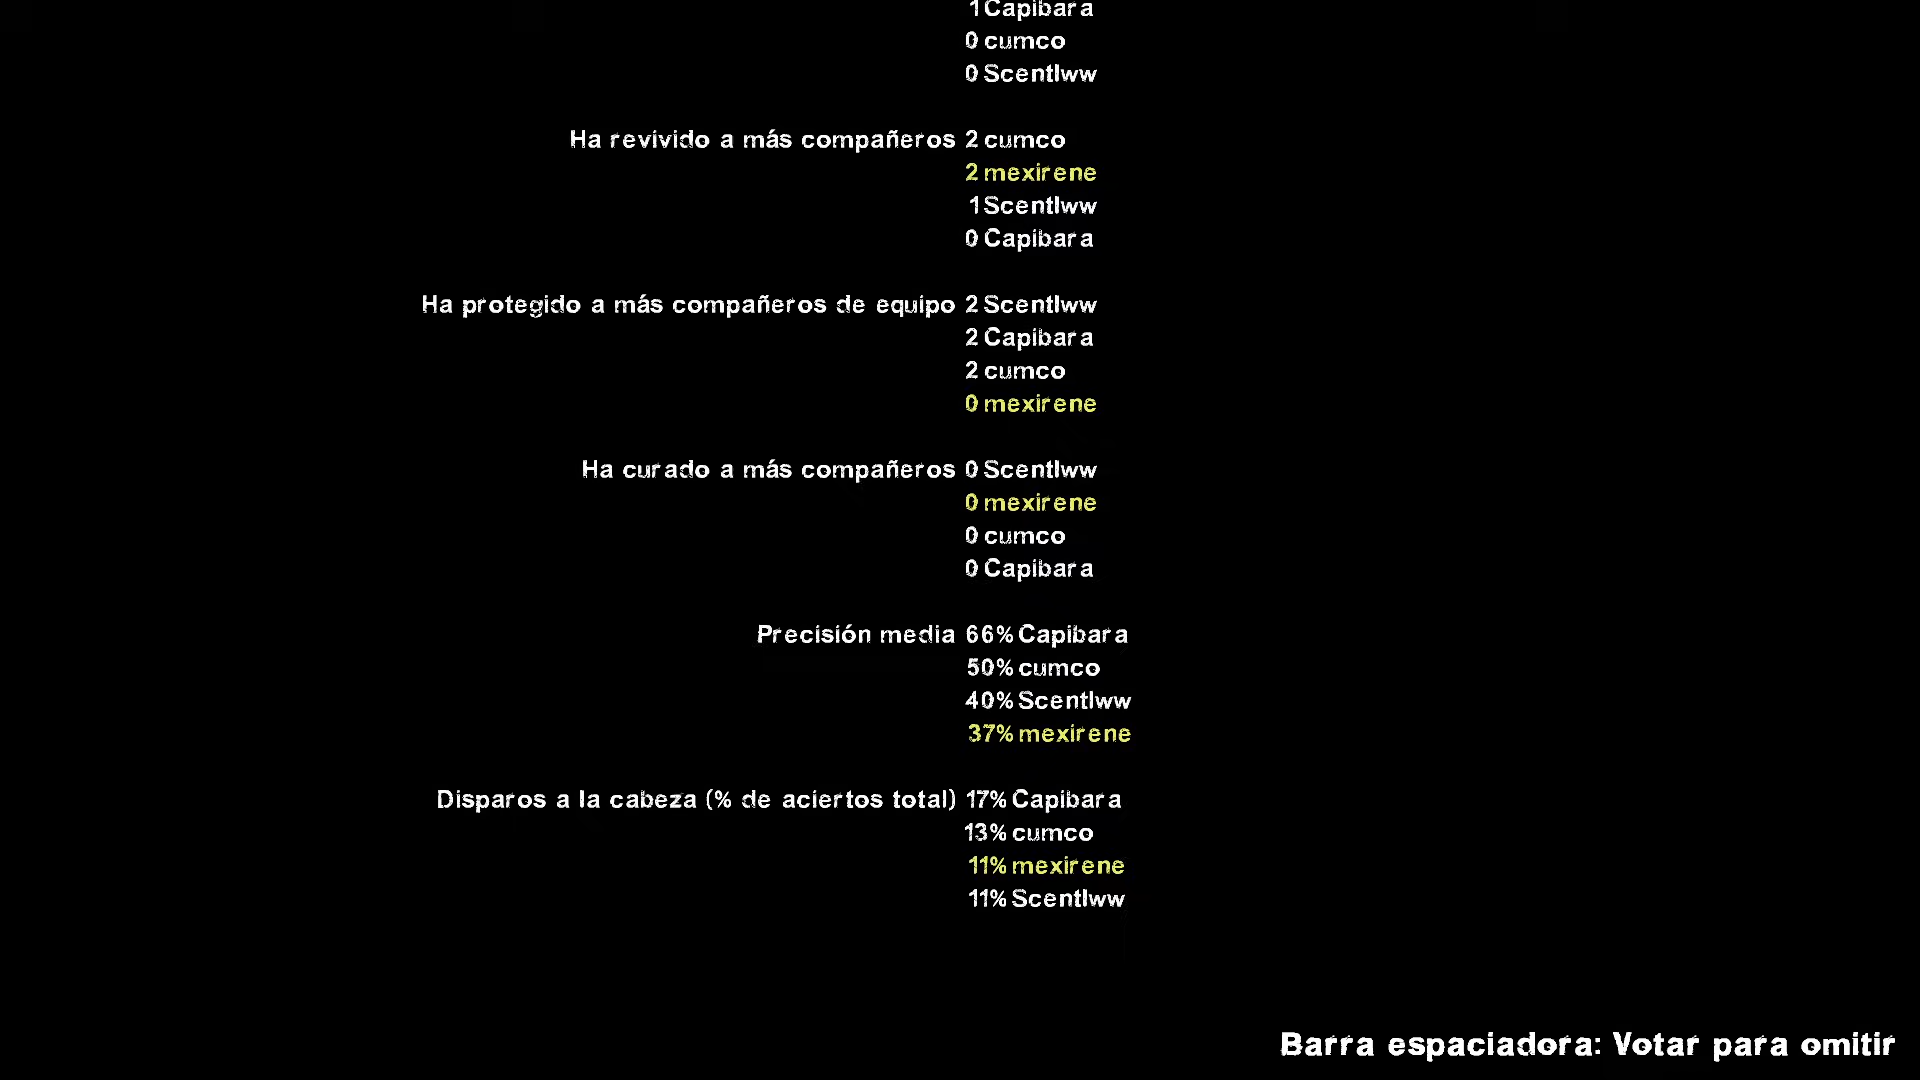 1 Capibara
0 cumco
0 Scentlww
Ha revivido a más compañeros 2 cumco
2 mexirene
1 Scentlww
0 Capibara
Ha protegido a más compañeros de equipo 2 Scentlww
2 Capibara
2 cumco
0 mexirene
Ha curado a más compañeros 0 Scentlww
0 mexirene
0 cumco
0 Capibara
Precisión media 66% Capibara
50% cumco
40% Scentlww
37% mexirene
Disparos a la cabeza (% de aciertos total) 17% Capibara
13% cumco
11% mexirene
11% Scentlww
Barra espaciadora: Votar para omitir